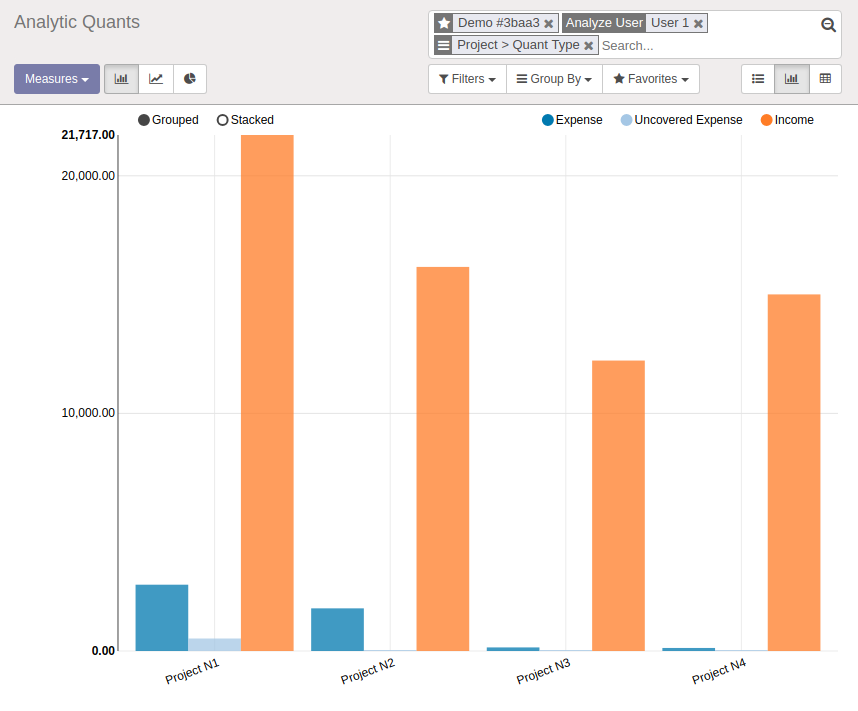 Analytic Quants
Demo #3baa3 Analyze User User 1
Project > Quant Type Search...
Measures Filters Group By Favorites
Grouped Stacked Expense Uncovered Expense Income
21,717.00
20,000.00
10,000.00
0.00
Project N1 Project N2 Project N3 Project N4